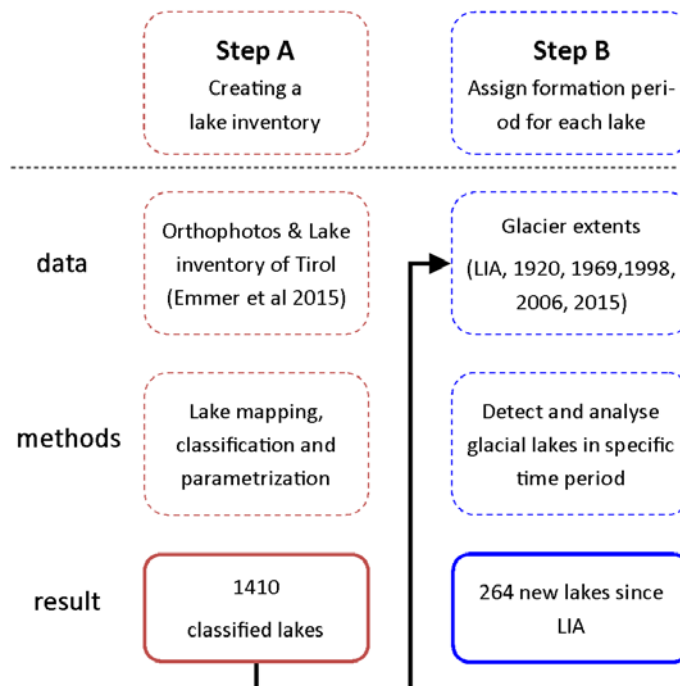 Step A
Creating a
lake inventory
Step B
Assign formation peri-
od for each lake
data
Orthophotos & Lake
inventory of Tirol
(Emmer et al 2015)
Glacier extents
(LIA, 1920, 1969,1998,
2006, 2015)
methods
Lake mapping,
classification and
parametrization
Detect and analyse
glacial lakes in specific
time period
result
1410
classified lakes
264 new lakes since
LIA